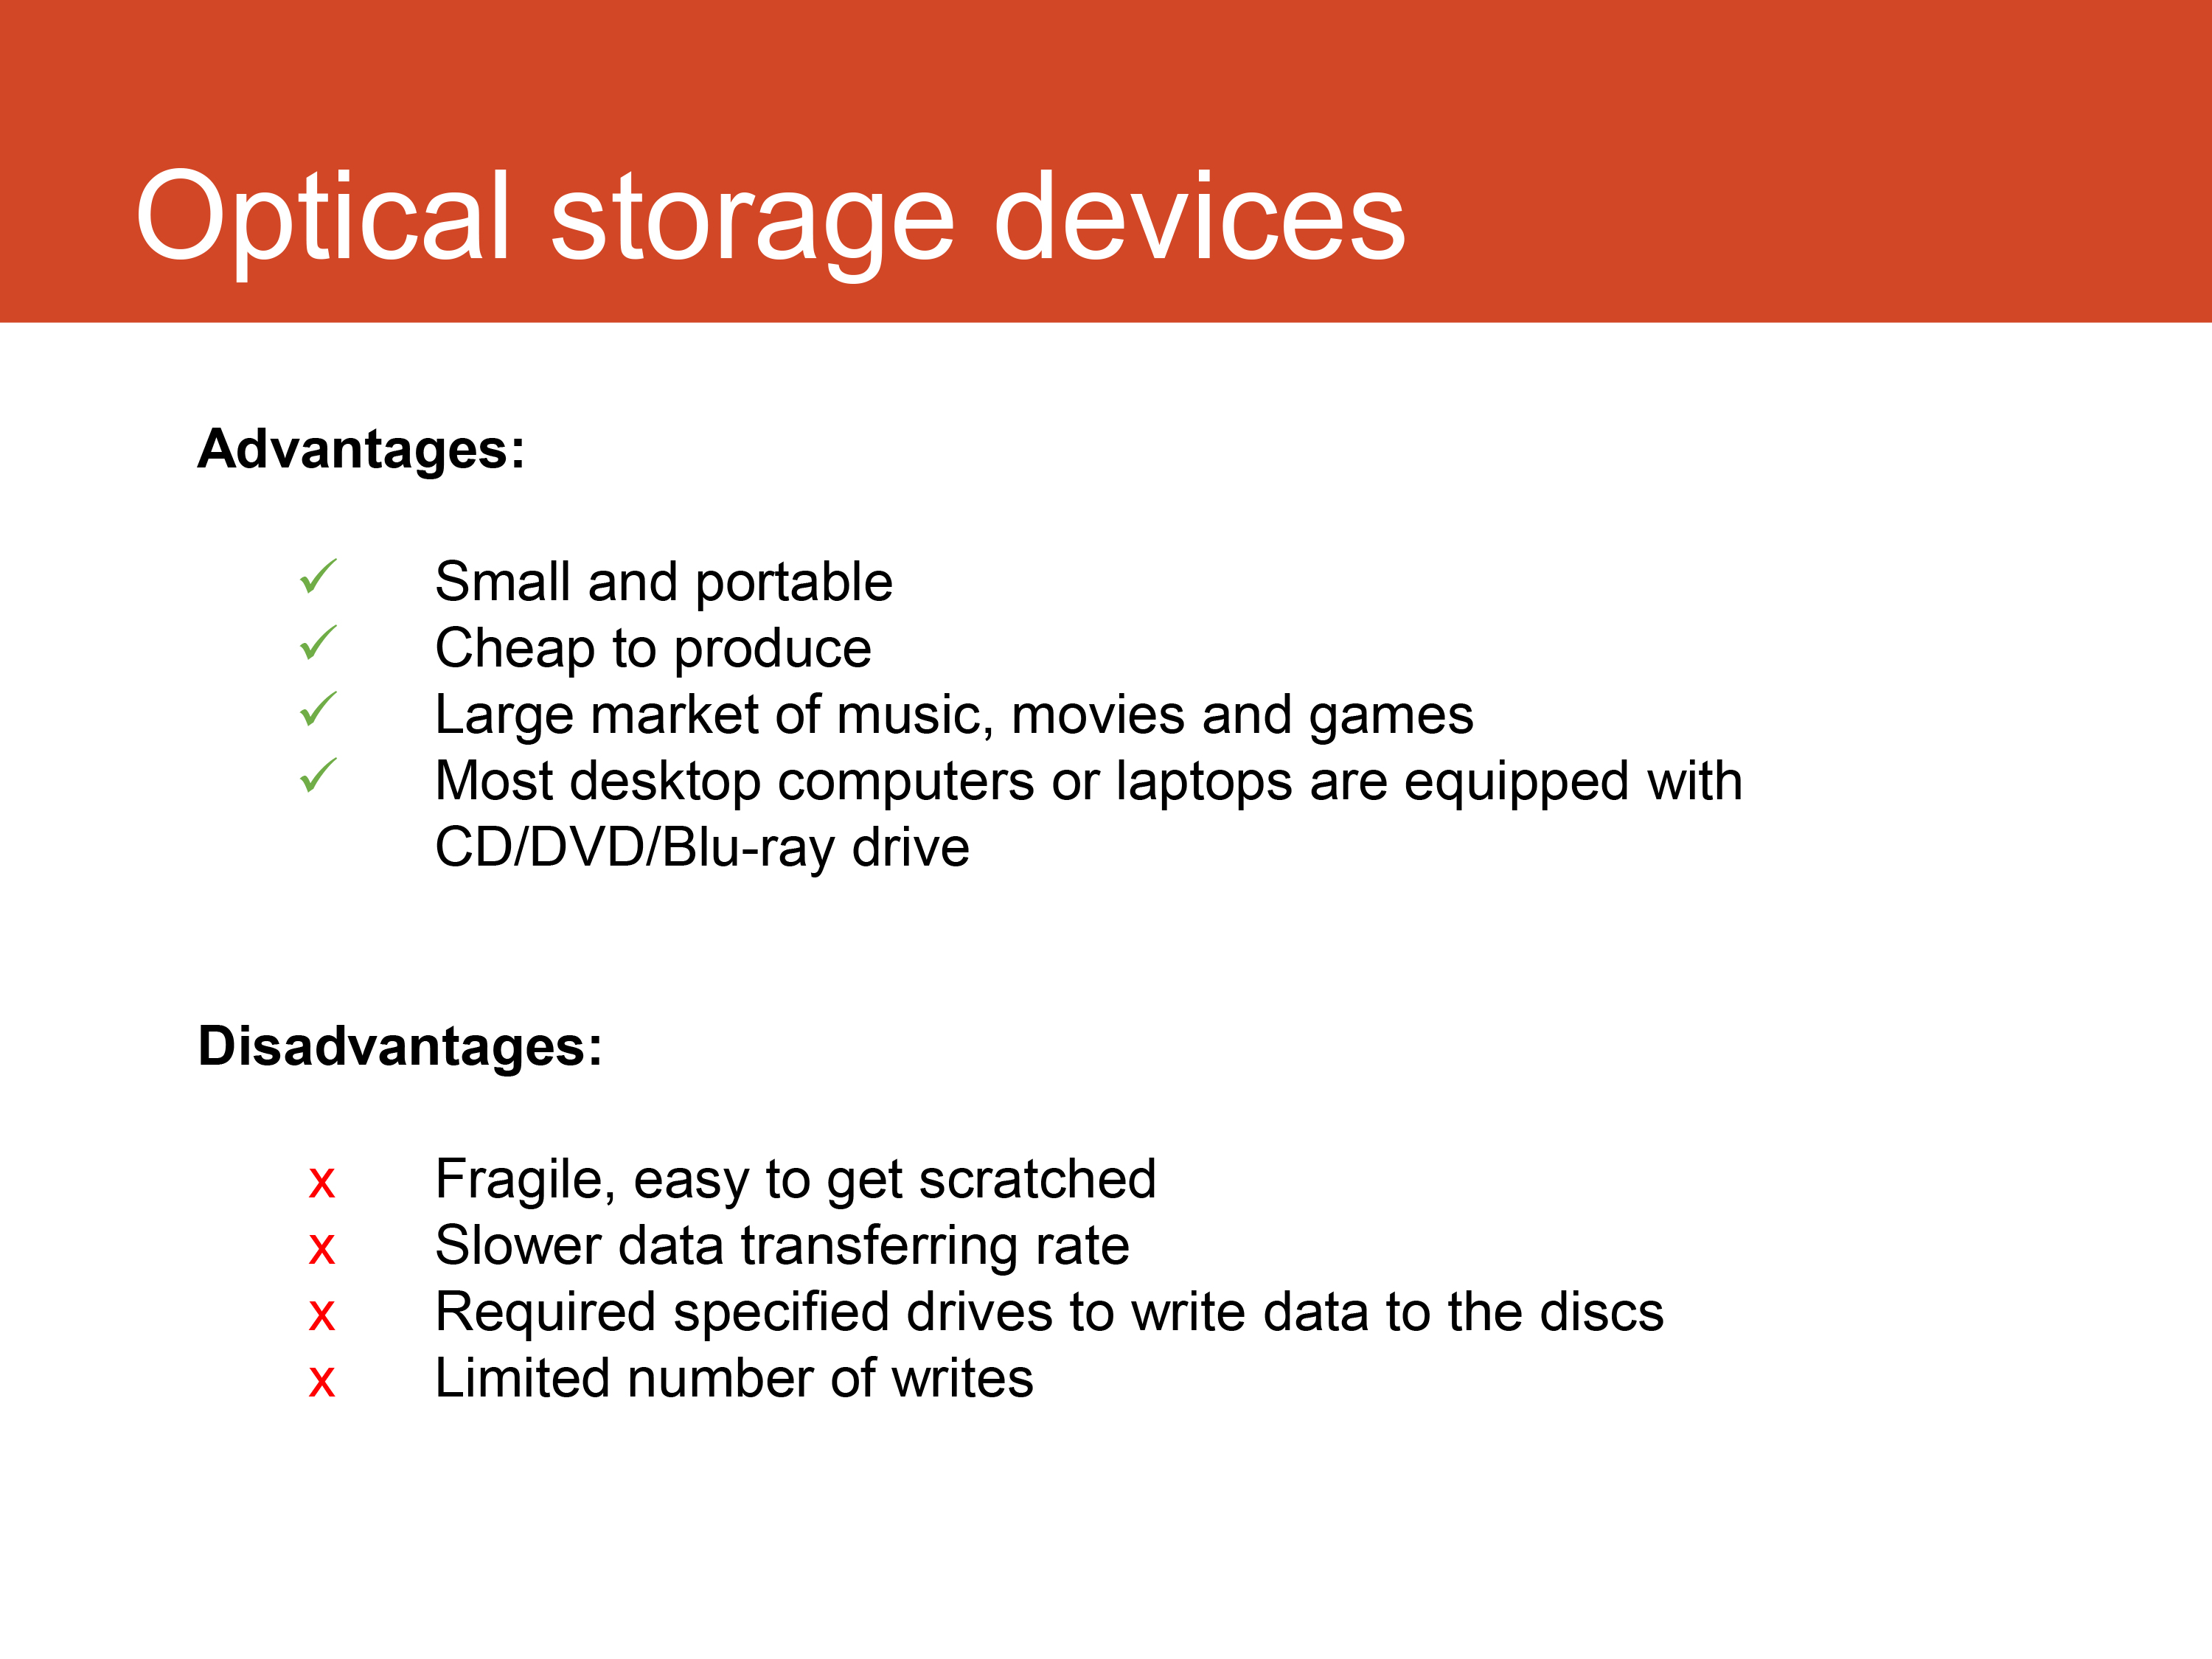 Optical storage devices
Advantages:
✓ Small and portable
✓ Cheap to produce
✓ Large market of music, movies and games
✓ Most desktop computers or laptops are equipped with
CD/DVD/Blu-ray drive
Disadvantages:
x Fragile, easy to get scratched
x Slower data transferring rate
x Required specified drives to write data to the discs
x Limited number of writes